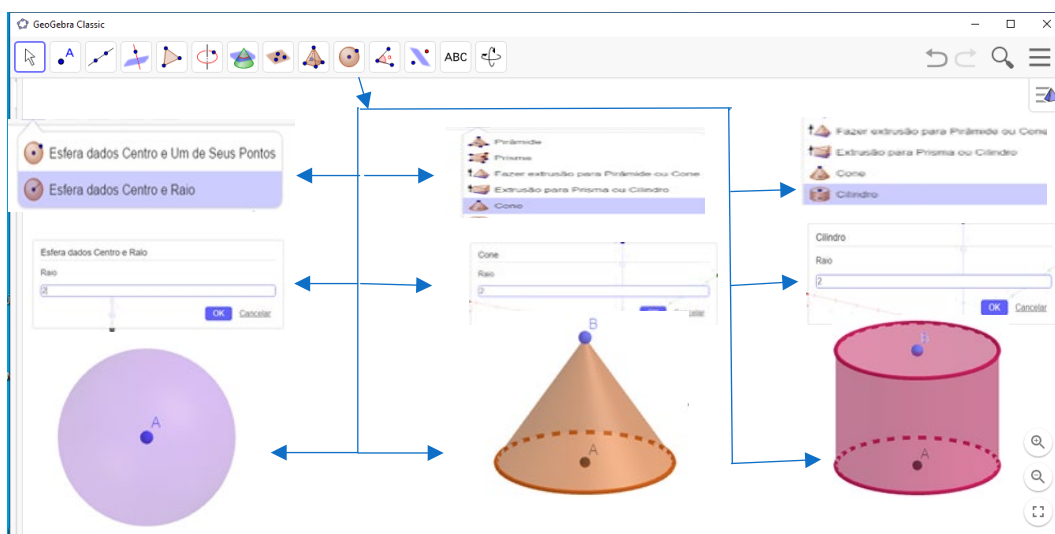 GeoGebra Classic
A
ABC
Esfera dados Centro e Um de Seus Pontos
Esfera dados Centro e Raio
Pirâmide
Prisma
Fazer extrusão para Pirâmide ou Cone
Extrusão para Prisma ou Cilindro
Cone
Fazer extrusão para Pirâmide ou Cone
Extrusão para Prisma ou Cilindro
Cone
Cilindro
Esfera dados Centro e Raio
Raio
2
OK Cancelar
Cone
Raio
2
Cilindro
Raio
2
OK Cancelar
A
B
A
B
A